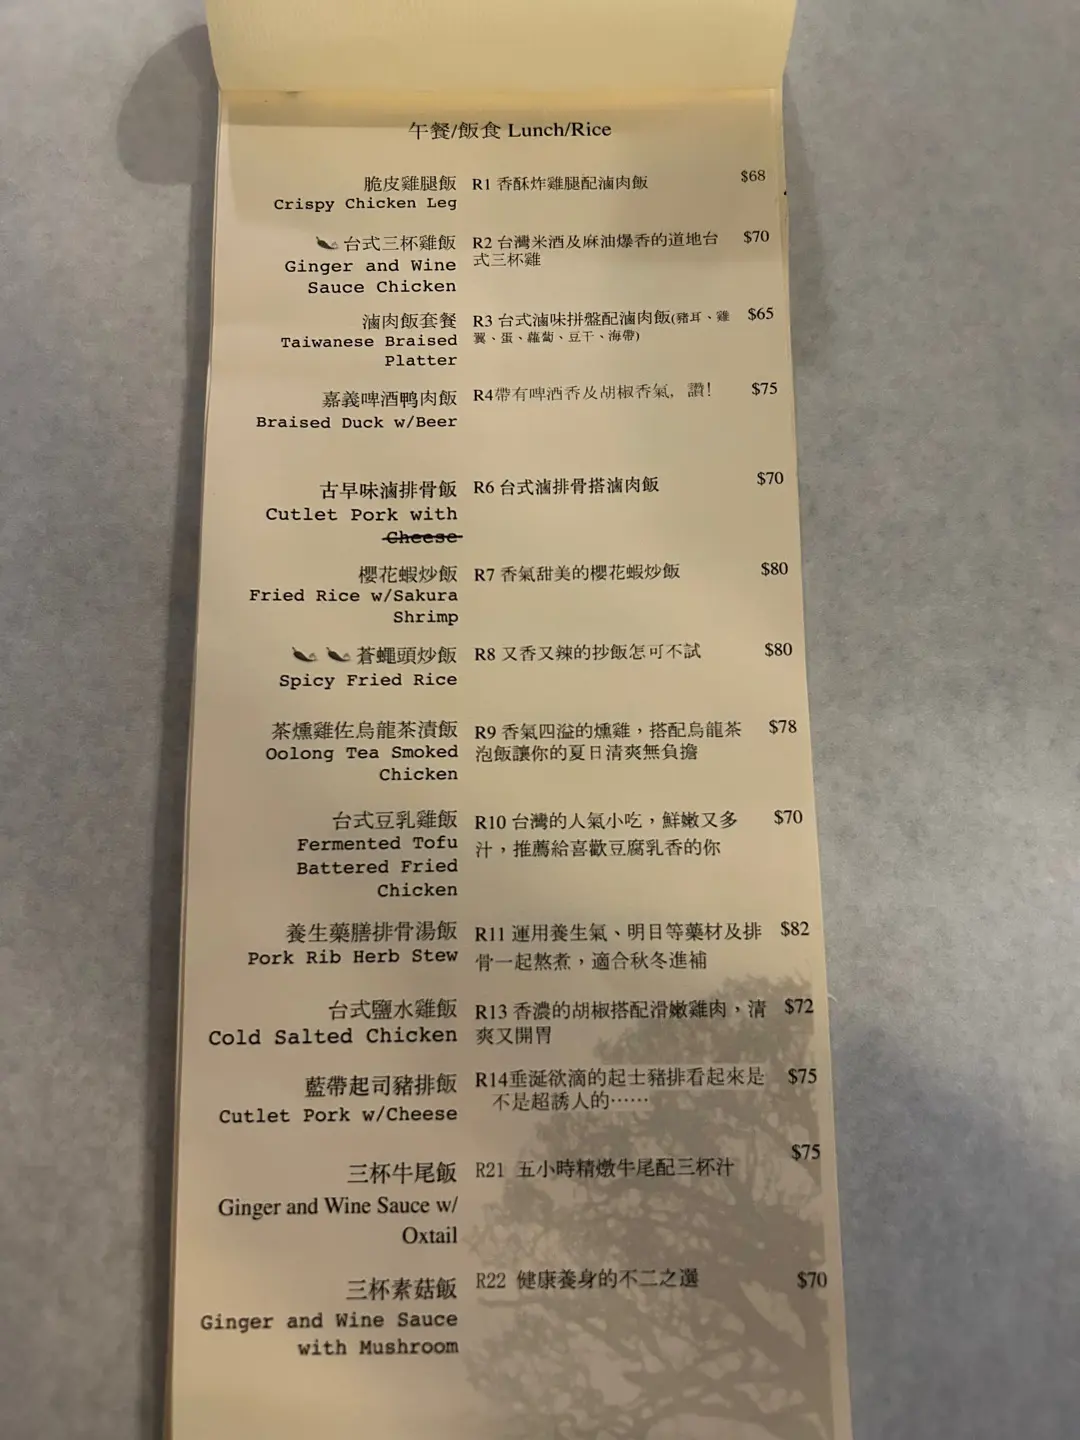 午餐/飯食 Lunch/Rice
脆皮雞腿飯 R1 香酥炸雞腿配滷肉飯 $68
Crispy Chicken Leg
台式三杯雞飯 R2 台灣米酒及麻油爆香的道地台 $70
Ginger and Wine 式三杯雞
Sauce Chicken
滷肉飯套餐 R3 台式滷味拼盤配滷肉飯(豬耳、雞 $65
Taiwanese Braised 翼、蛋、蘿蔔、豆干、海帶)
Platter
嘉義啤酒鸭肉飯 R4帶有啤酒香及胡椒香氣, 讚! $75
Braised Duck w/Beer
古早味滷排骨飯 R6 台式滷排骨搭滷肉飯 $70
Cutlet Pork with
Cheese
櫻花蝦炒飯 R7 香氣甜美的櫻花蝦炒飯 $80
Fried Rice w/Sakura
Shrimp
蒼蠅頭炒飯 R8 又香又辣的抄飯怎可不試 $80
Spicy Fried Rice
茶燻雞佐烏龍茶漬飯 R9 香氣四溢的燻雞，搭配烏龍茶 $78
Oolong Tea Smoked 泡飯讓你的夏日清爽無負擔
Chicken
台式豆乳雞飯 R10 台灣的人氣小吃，鮮嫩又多 $70
Fermented Tofu 汁，推薦給喜歡豆腐乳香的你
Battered Fried
Chicken
養生藥膳排骨湯飯 R11 運用養生氣、明目等藥材及排 $82
Pork Rib Herb Stew 骨一起熬煮，適合秋冬進補
台式鹽水雞飯 R13 香濃的胡椒搭配滑嫩雞肉，清 $72
Cold Salted Chicken 爽又開胃
藍帶起司豬排飯 R14垂涎欲滴的起士豬排看起來是 $75
Cutlet Pork w/Cheese 不是超誘人的……
三杯牛尾飯 R21 五小時精燉牛尾配三杯汁 $75
Ginger and Wine Sauce w/
Oxtail
三杯素菇飯 R22 健康養身的不二之選 $70
Ginger and Wine Sauce
with Mushroom